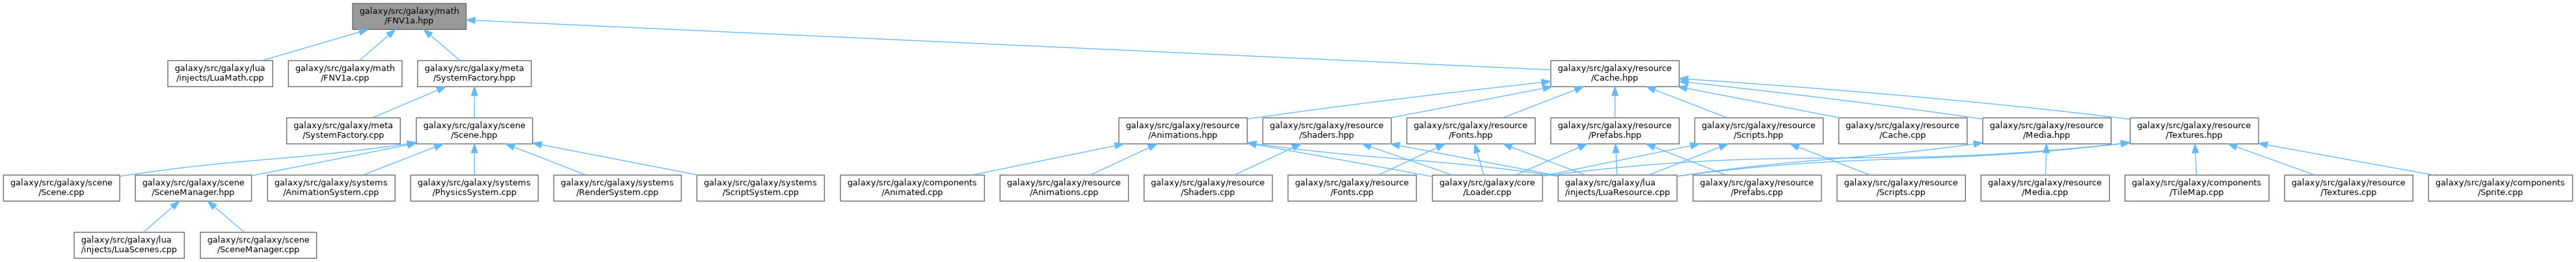 galaxy/src/galaxy/math
/FNV1a.hpp
galaxy/src/galaxy/lua
/injects/LuaMath.cpp
galaxy/src/galaxy/math
/FNV1a.cpp
galaxy/src/galaxy/meta
/SystemFactory.hpp
galaxy/src/galaxy/resource
/Cache.hpp
galaxy/src/galaxy/meta
/SystemFactory.cpp
galaxy/src/galaxy/scene
/Scene.hpp
galaxy/src/galaxy/resource
/Animations.hpp
galaxy/src/galaxy/resource
/Shaders.hpp
galaxy/src/galaxy/resource
/Fonts.hpp
galaxy/src/galaxy/resource
/Prefabs.hpp
galaxy/src/galaxy/resource
/Scripts.hpp
galaxy/src/galaxy/resource
/Cache.cpp
galaxy/src/galaxy/resource
/Media.hpp
galaxy/src/galaxy/resource
/Textures.hpp
galaxy/src/galaxy/scene
/Scene.cpp
galaxy/src/galaxy/scene
/SceneManager.hpp
galaxy/src/galaxy/systems
/AnimationSystem.cpp
galaxy/src/galaxy/systems
/PhysicsSystem.cpp
galaxy/src/galaxy/systems
/RenderSystem.cpp
galaxy/src/galaxy/systems
/ScriptSystem.cpp
galaxy/src/galaxy/components
/Animated.cpp
galaxy/src/galaxy/resource
/Animations.cpp
galaxy/src/galaxy/resource
/Shaders.cpp
galaxy/src/galaxy/resource
/Fonts.cpp
galaxy/src/galaxy/core
/Loader.cpp
galaxy/src/galaxy/lua
/injects/LuaResource.cpp
galaxy/src/galaxy/resource
/Prefabs.cpp
galaxy/src/galaxy/resource
/Scripts.cpp
galaxy/src/galaxy/resource
/Media.cpp
galaxy/src/galaxy/components
/TileMap.cpp
galaxy/src/galaxy/resource
/Textures.cpp
galaxy/src/galaxy/components
/Sprite.cpp
galaxy/src/galaxy/lua
/injects/LuaScenes.cpp
galaxy/src/galaxy/scene
/SceneManager.cpp